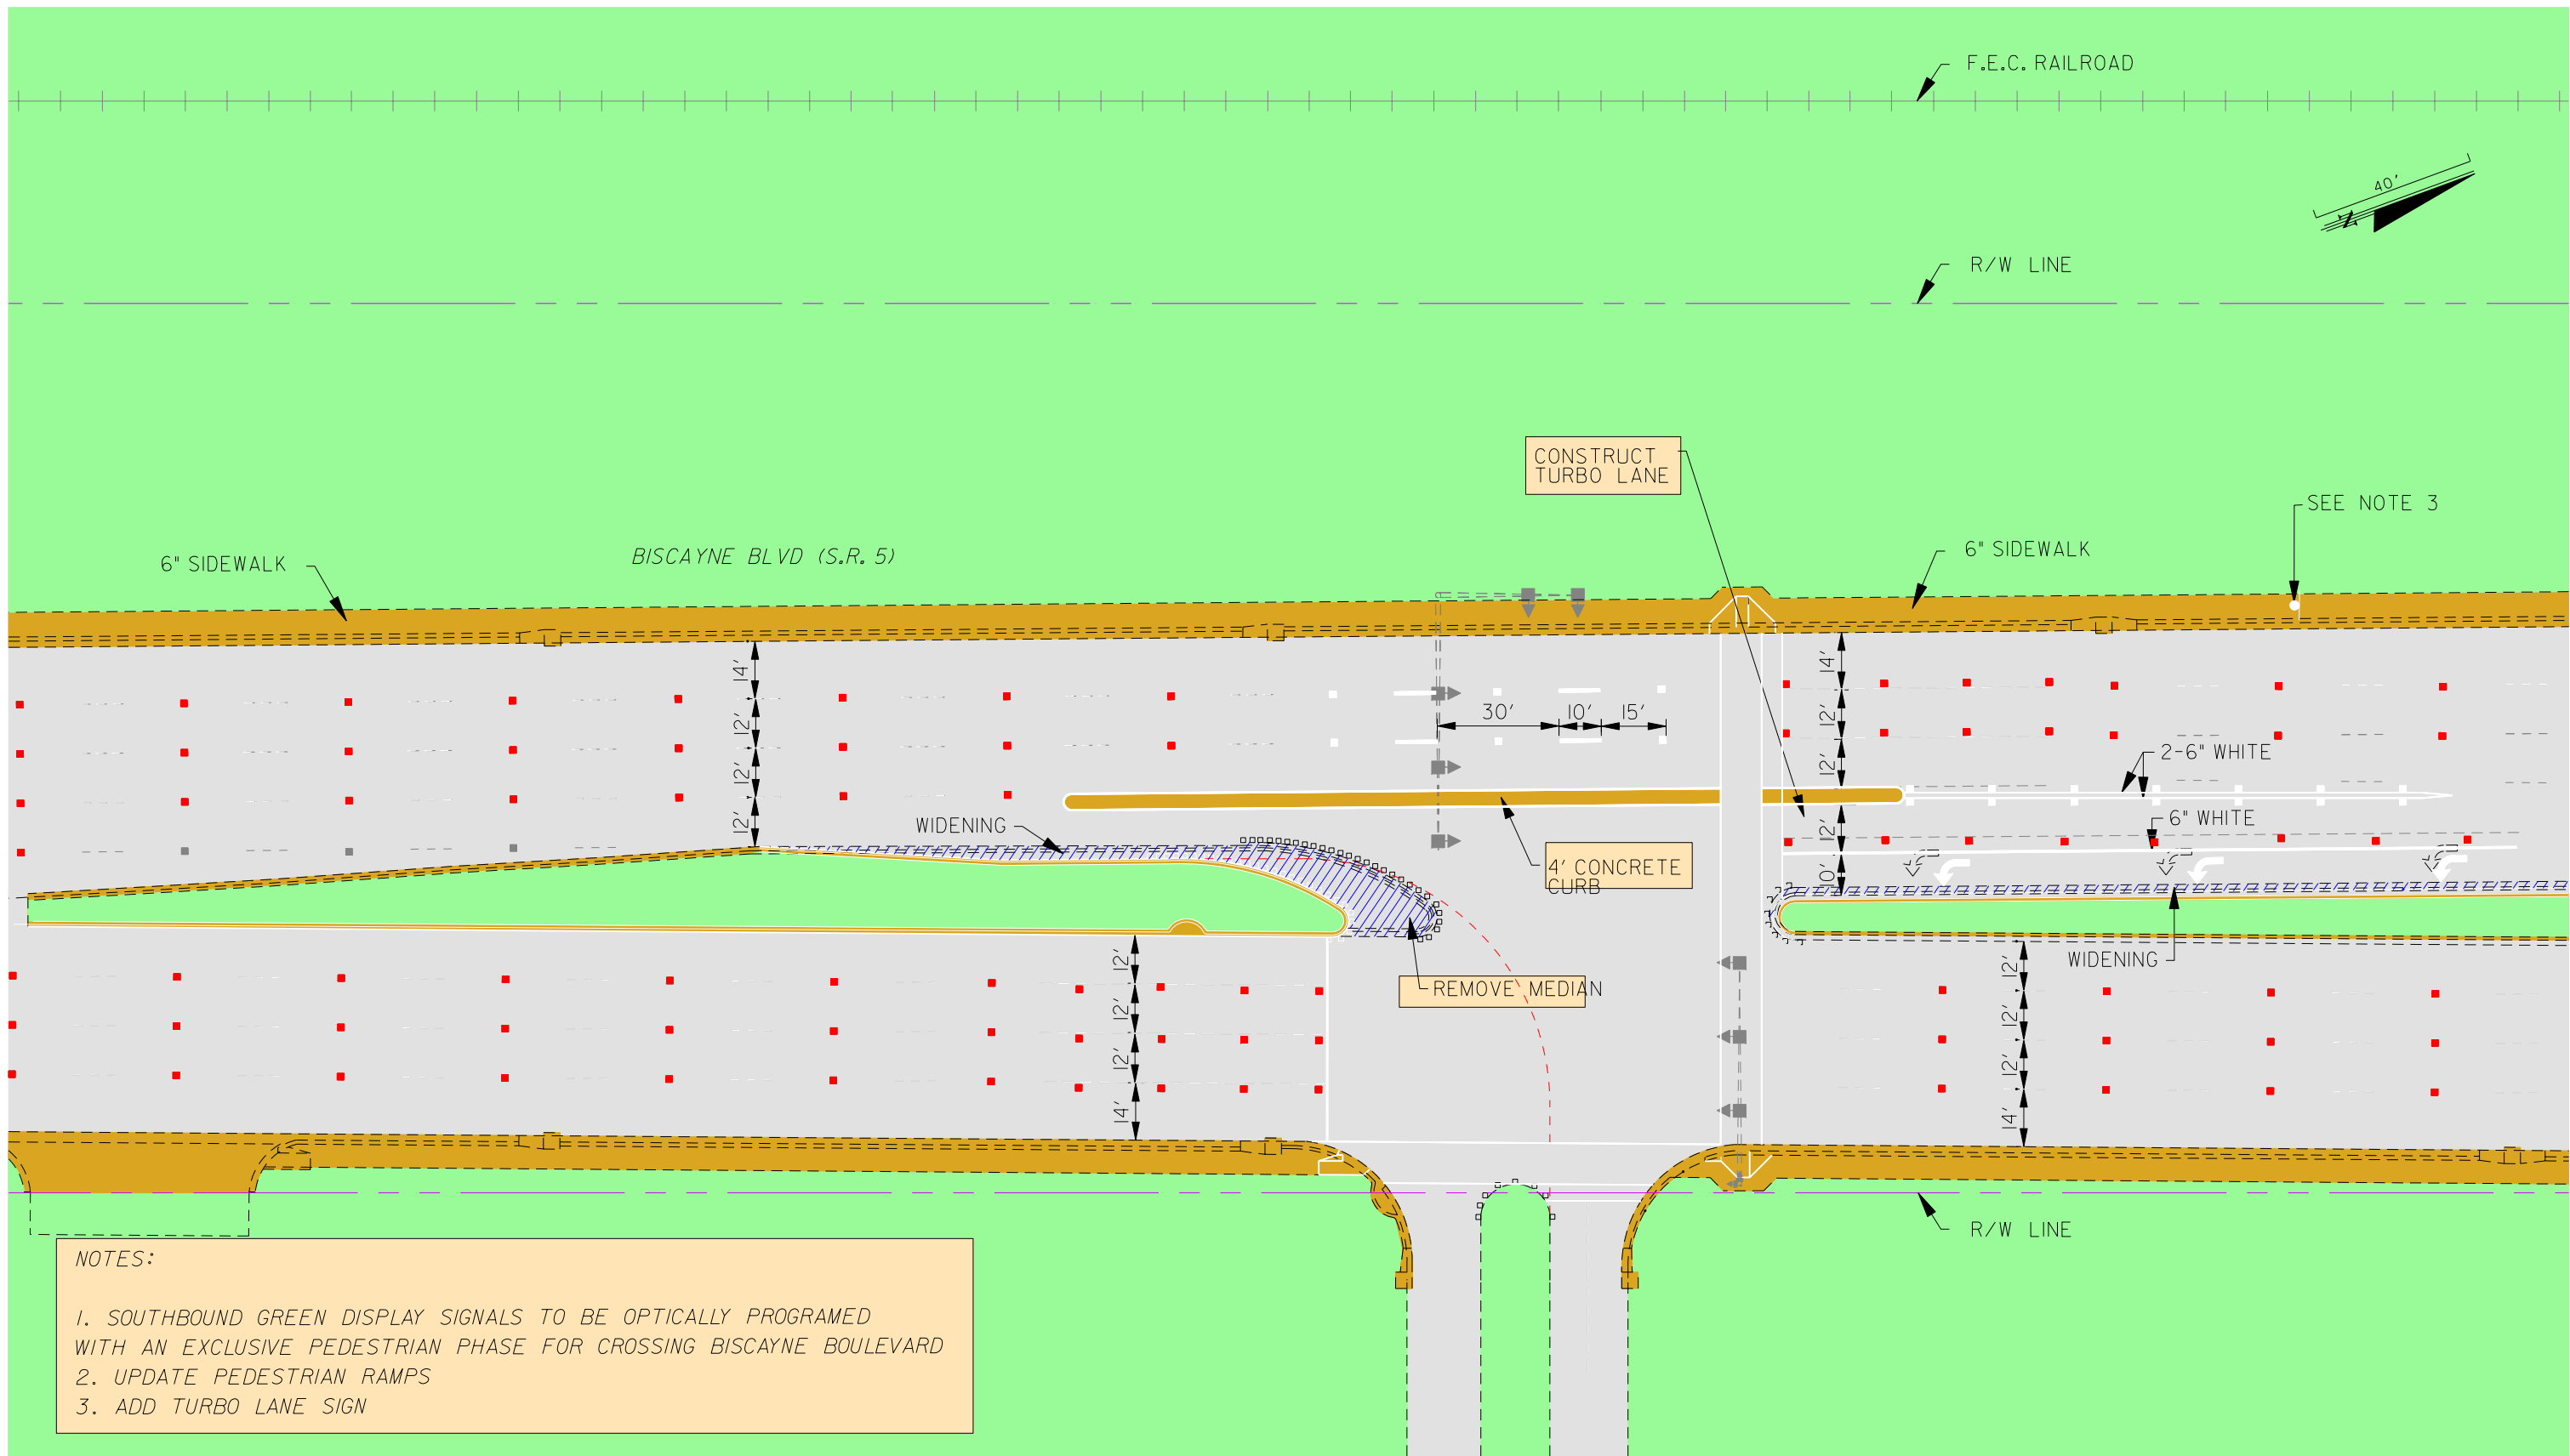 F.E.C. RAILROAD
40'
N
R/W LINE
CONSTRUCT
TURBO LANE
SEE NOTE 3
6" SIDEWALK
BISCAYNE BLVD (S.R. 5)
6" SIDEWALK
14'
12'
12'
12'
30'
10'
15'
14'
12'
12'
12'
10'
2-6" WHITE
6" WHITE
WIDENING
4' CONCRETE
CURB
WIDENING
REMOVE MEDIAN
12'
12'
12'
14'
12'
12'
12'
14'
R/W LINE
NOTES:
1. SOUTHBOUND GREEN DISPLAY SIGNALS TO BE OPTICALLY PROGRAMED
WITH AN EXCLUSIVE PEDESTRIAN PHASE FOR CROSSING BISCAYNE BOULEVARD
2. UPDATE PEDESTRIAN RAMPS
3. ADD TURBO LANE SIGN